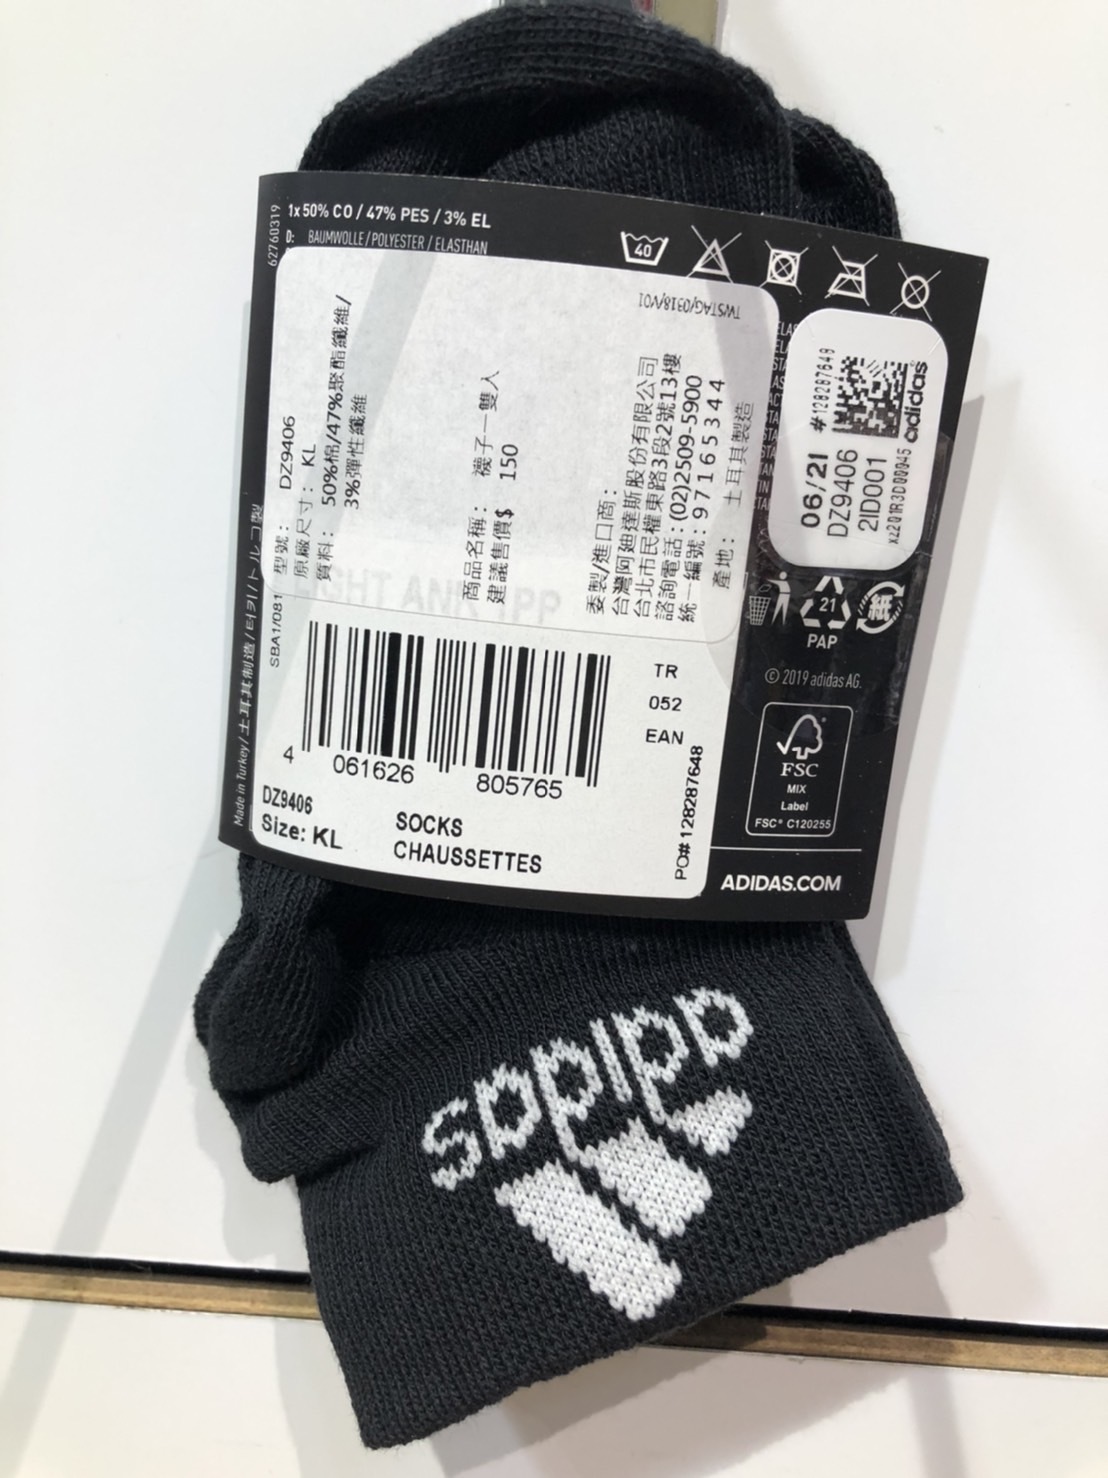 1x 50% CO / 47% PES / 3% EL
D: BAUMWOLLE / POLYESTER / ELASTHAN
62760319
40
TWSTAG/0318/V01
型號： DZ9406
原廠尺寸： KL
質料： 50%棉/47%聚酯纖維/
3%彈性纖維
商品名稱： 襪子一雙入
建議售價$ 150
委製/進口商：
台灣阿迪達斯股份有限公司
台北市民權東路3段2號13樓
諮詢電話：(02)2509-5900
統一編號：97165344
產地： 土耳其製造
#128287649
06/21
DZ9406
2ID001
adidas
21
PAP
紙
© 2019 adidas AG.
FSC
MIX
Label
FSC® C120255
ADIDAS.COM
SBA1/081
Made in Turkey / 土耳其制造 / 터키 / トルコ製
4 061626 805765
TR
052
EAN
DZ9406
Size: KL
SOCKS
CHAUSSETTES
PO# 128287648
adidas